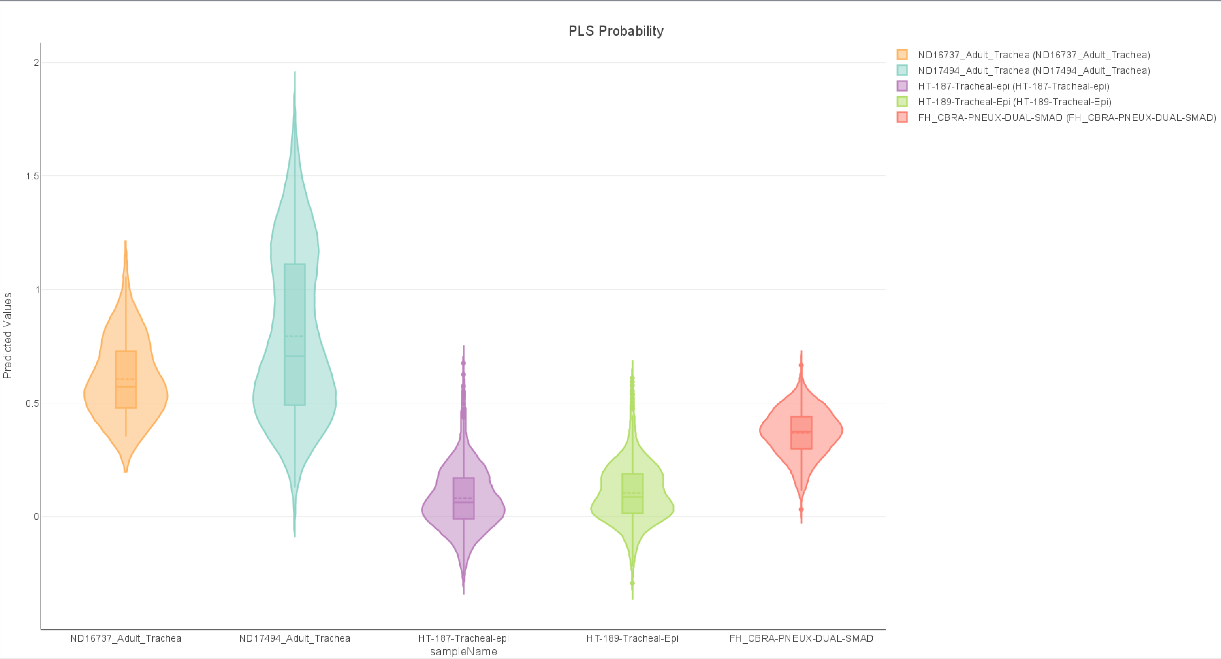 PLS Probability
ND16737_Adult_Trachea (ND16737_Adult_Trachea)
ND17494_Adult_Trachea (ND17494_Adult_Trachea)
HT-187-Tracheal-epi (HT-187-Tracheal-epi)
HT-189-Tracheal-Epi (HT-189-Tracheal-Epi)
FH_CBRA-PNEUX-DUAL-SMAD (FH_CBRA-PNEUX-DUAL-SMAD)
2
1.5
1
0.5
0
Predicted Values
ND16737_Adult_Trachea
ND17494_Adult_Trachea
HT-187-Tracheal-epi
HT-189-Tracheal-Epi
FH_CBRA-PNEUX-DUAL-SMAD
sampleName